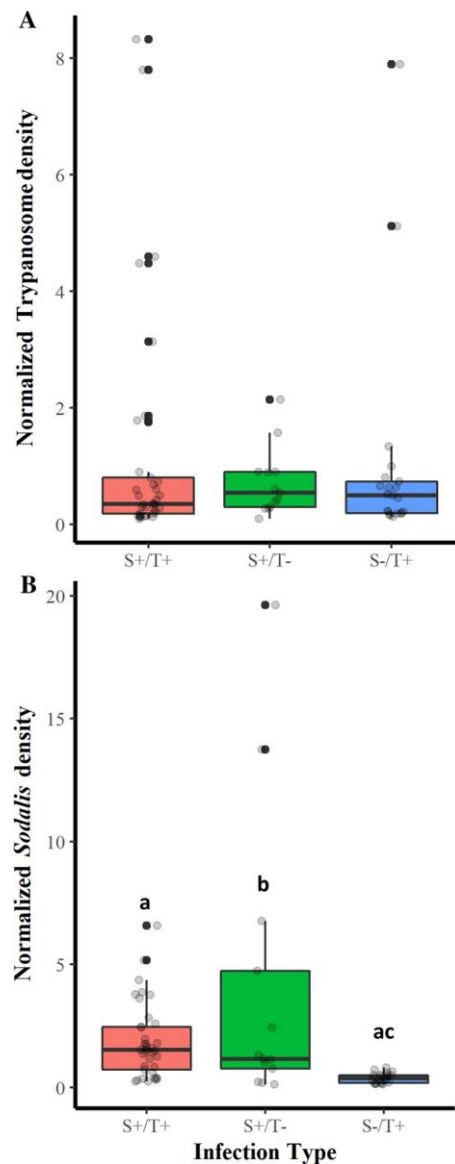 A
Normalized Trypanosome density
8
6
4
2
0
S+/T+ S+/T- S-/T+
B
Normalized Sodalis density
20
15
10
5
0
a
b
ac
S+/T+ S+/T- S-/T+
Infection Type